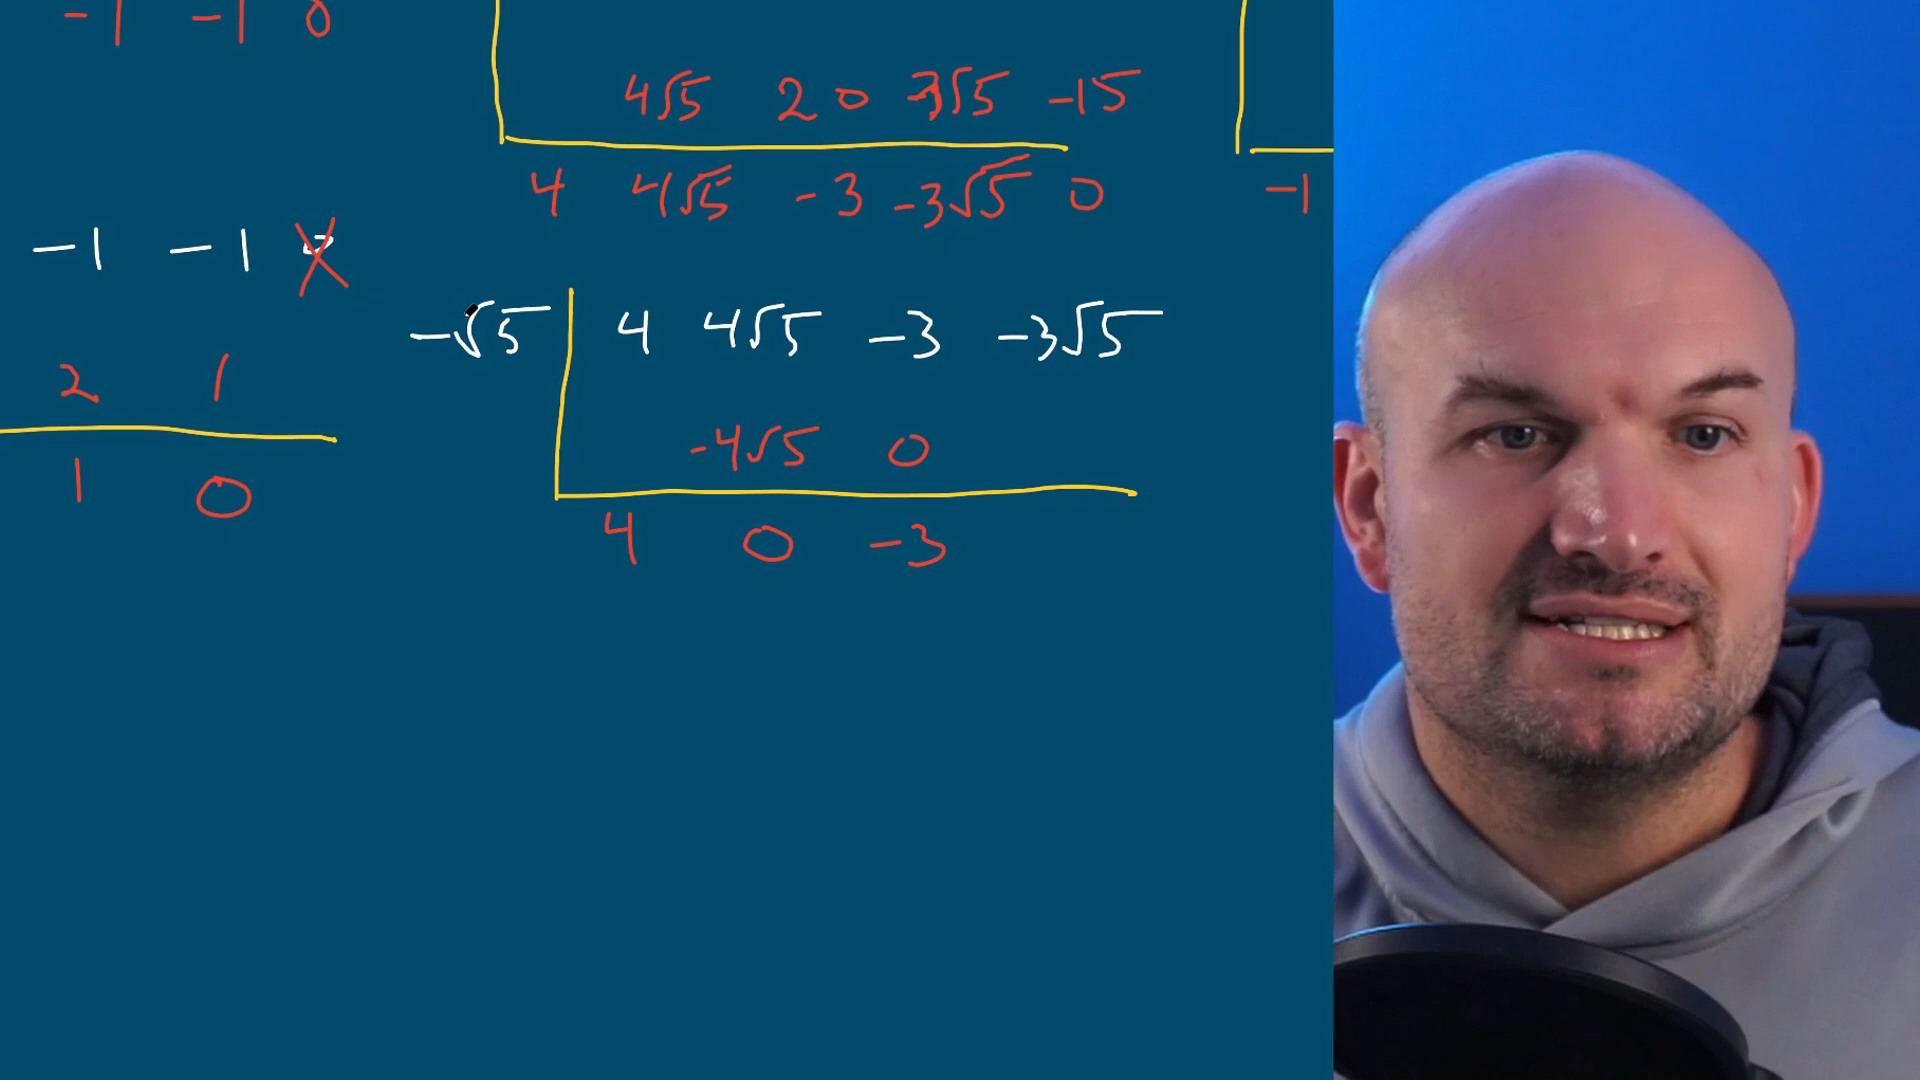 -1 -1 0
4√5 20 -3√5 -15
4 4√5 -3 -3√5 0
-1
-1 -1
-√5 4 4√5 -3 -3√5
2 1
-4√5 0
1 0
4 0 -3